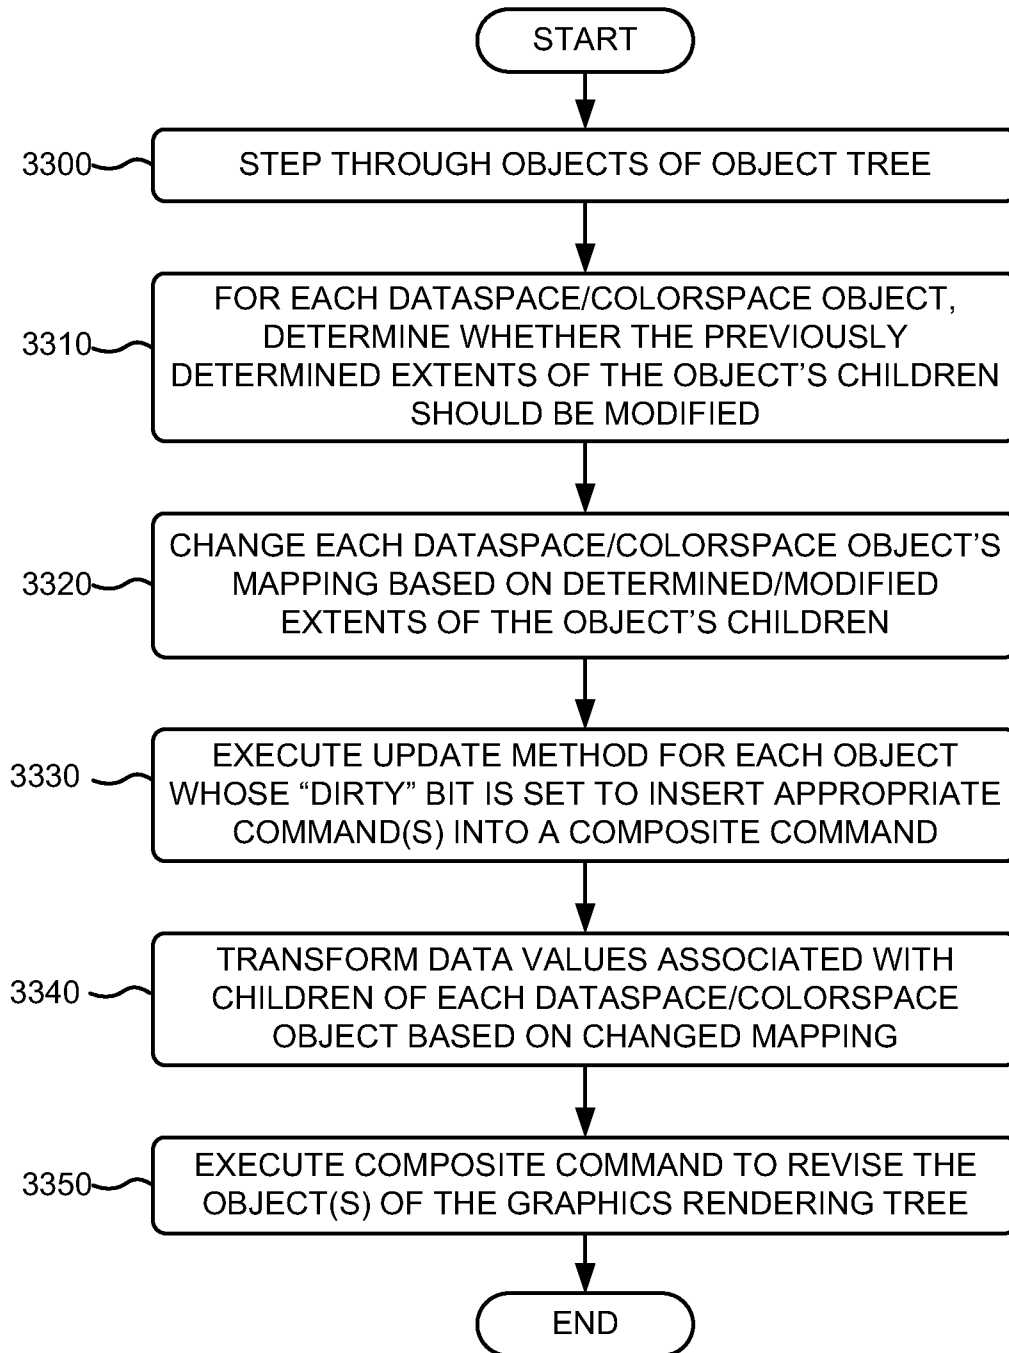 START
3300
STEP THROUGH OBJECTS OF OBJECT TREE
3310
FOR EACH DATASPACE/COLORSPACE OBJECT,
DETERMINE WHETHER THE PREVIOUSLY
DETERMINED EXTENTS OF THE OBJECT'S CHILDREN
SHOULD BE MODIFIED
3320
CHANGE EACH DATASPACE/COLORSPACE OBJECT'S
MAPPING BASED ON DETERMINED/MODIFIED
EXTENTS OF THE OBJECT'S CHILDREN
3330
EXECUTE UPDATE METHOD FOR EACH OBJECT
WHOSE “DIRTY” BIT IS SET TO INSERT APPROPRIATE
COMMAND(S) INTO A COMPOSITE COMMAND
3340
TRANSFORM DATA VALUES ASSOCIATED WITH
CHILDREN OF EACH DATASPACE/COLORSPACE
OBJECT BASED ON CHANGED MAPPING
3350
EXECUTE COMPOSITE COMMAND TO REVISE THE
OBJECT(S) OF THE GRAPHICS RENDERING TREE
END